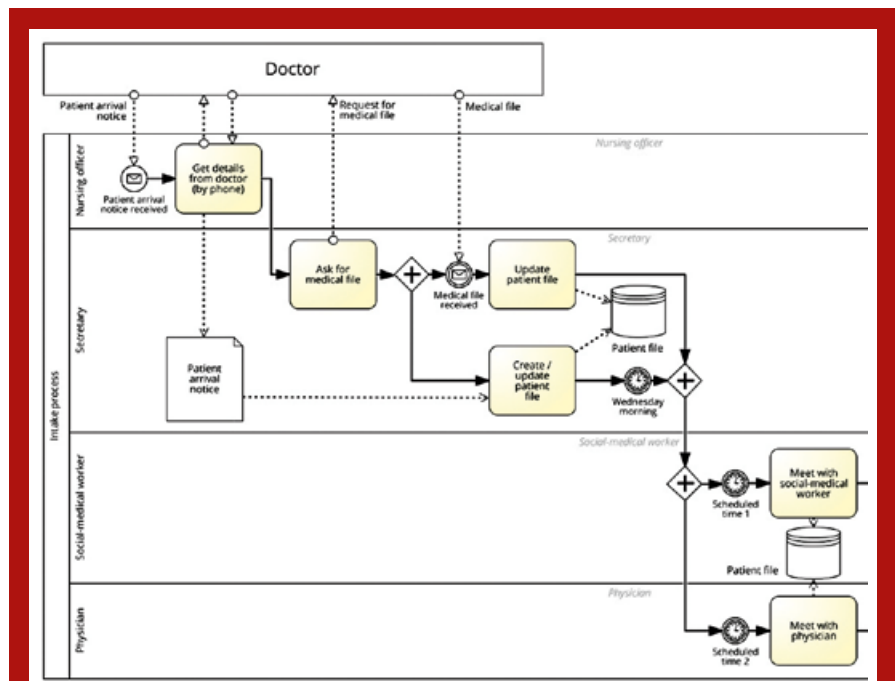 Doctor
Patient arrival
notice
Request for
medical file
Medical file
Intake process
Nursing officer
Nursing officer
Patient arrival
notice received
Get details
from doctor
(by phone)
Secretary
Secretary
Ask for
medical file
Medical file
received
Update
patient file
Patient file
Patient
arrival
notice
Create /
update
patient
file
Wednesday
morning
Social-medical worker
Social-medical worker
Scheduled
time 1
Meet with
social-medical
worker
Patient file
Physician
Physician
Scheduled
time 2
Meet with
physician